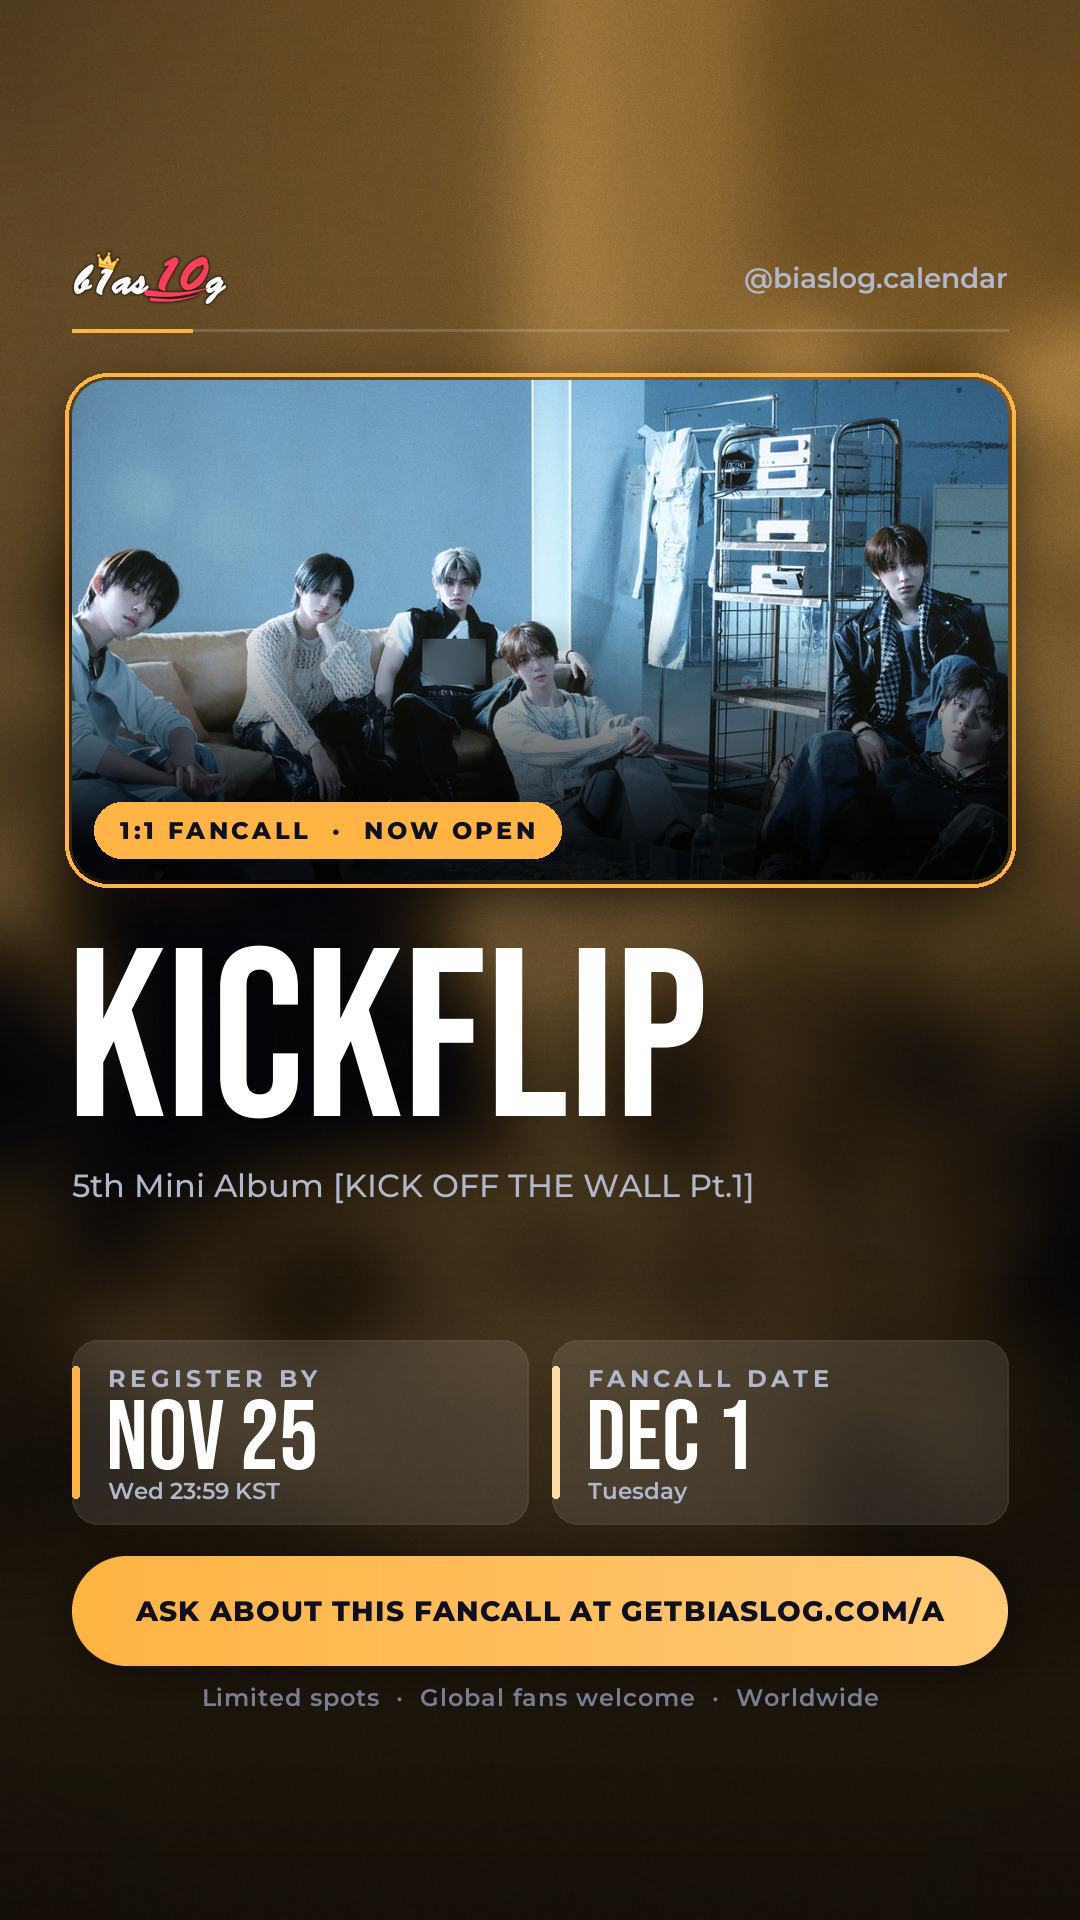 b1as10g
@biaslog.calendar
1:1 FANCALL · NOW OPEN
KICKFLIP
5th Mini Album [KICK OFF THE WALL Pt.1]
REGISTER BY
NOV 25
Wed 23:59 KST
FANCALL DATE
DEC 1
Tuesday
ASK ABOUT THIS FANCALL AT GETBIASLOG.COM/A
Limited spots · Global fans welcome · Worldwide